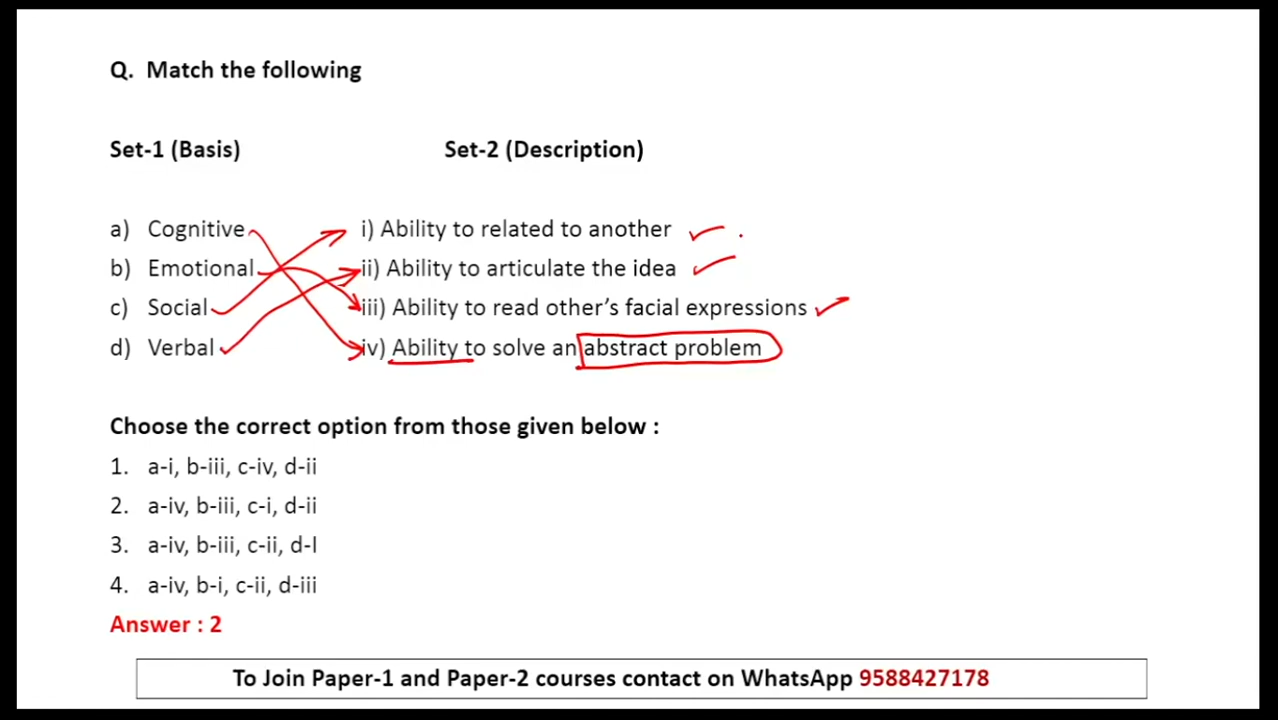 Q. Match the following
Set-1 (Basis) Set-2 (Description)
a) Cognitive i) Ability to related to another
b) Emotional ii) Ability to articulate the idea
c) Social iii) Ability to read other's facial expressions
d) Verbal iv) Ability to solve an abstract problem
Choose the correct option from those given below :
1. a-i, b-iii, c-iv, d-ii
2. a-iv, b-iii, c-i, d-ii
3. a-iv, b-iii, c-ii, d-I
4. a-iv, b-i, c-ii, d-iii
Answer : 2
To Join Paper-1 and Paper-2 courses contact on WhatsApp 9588427178